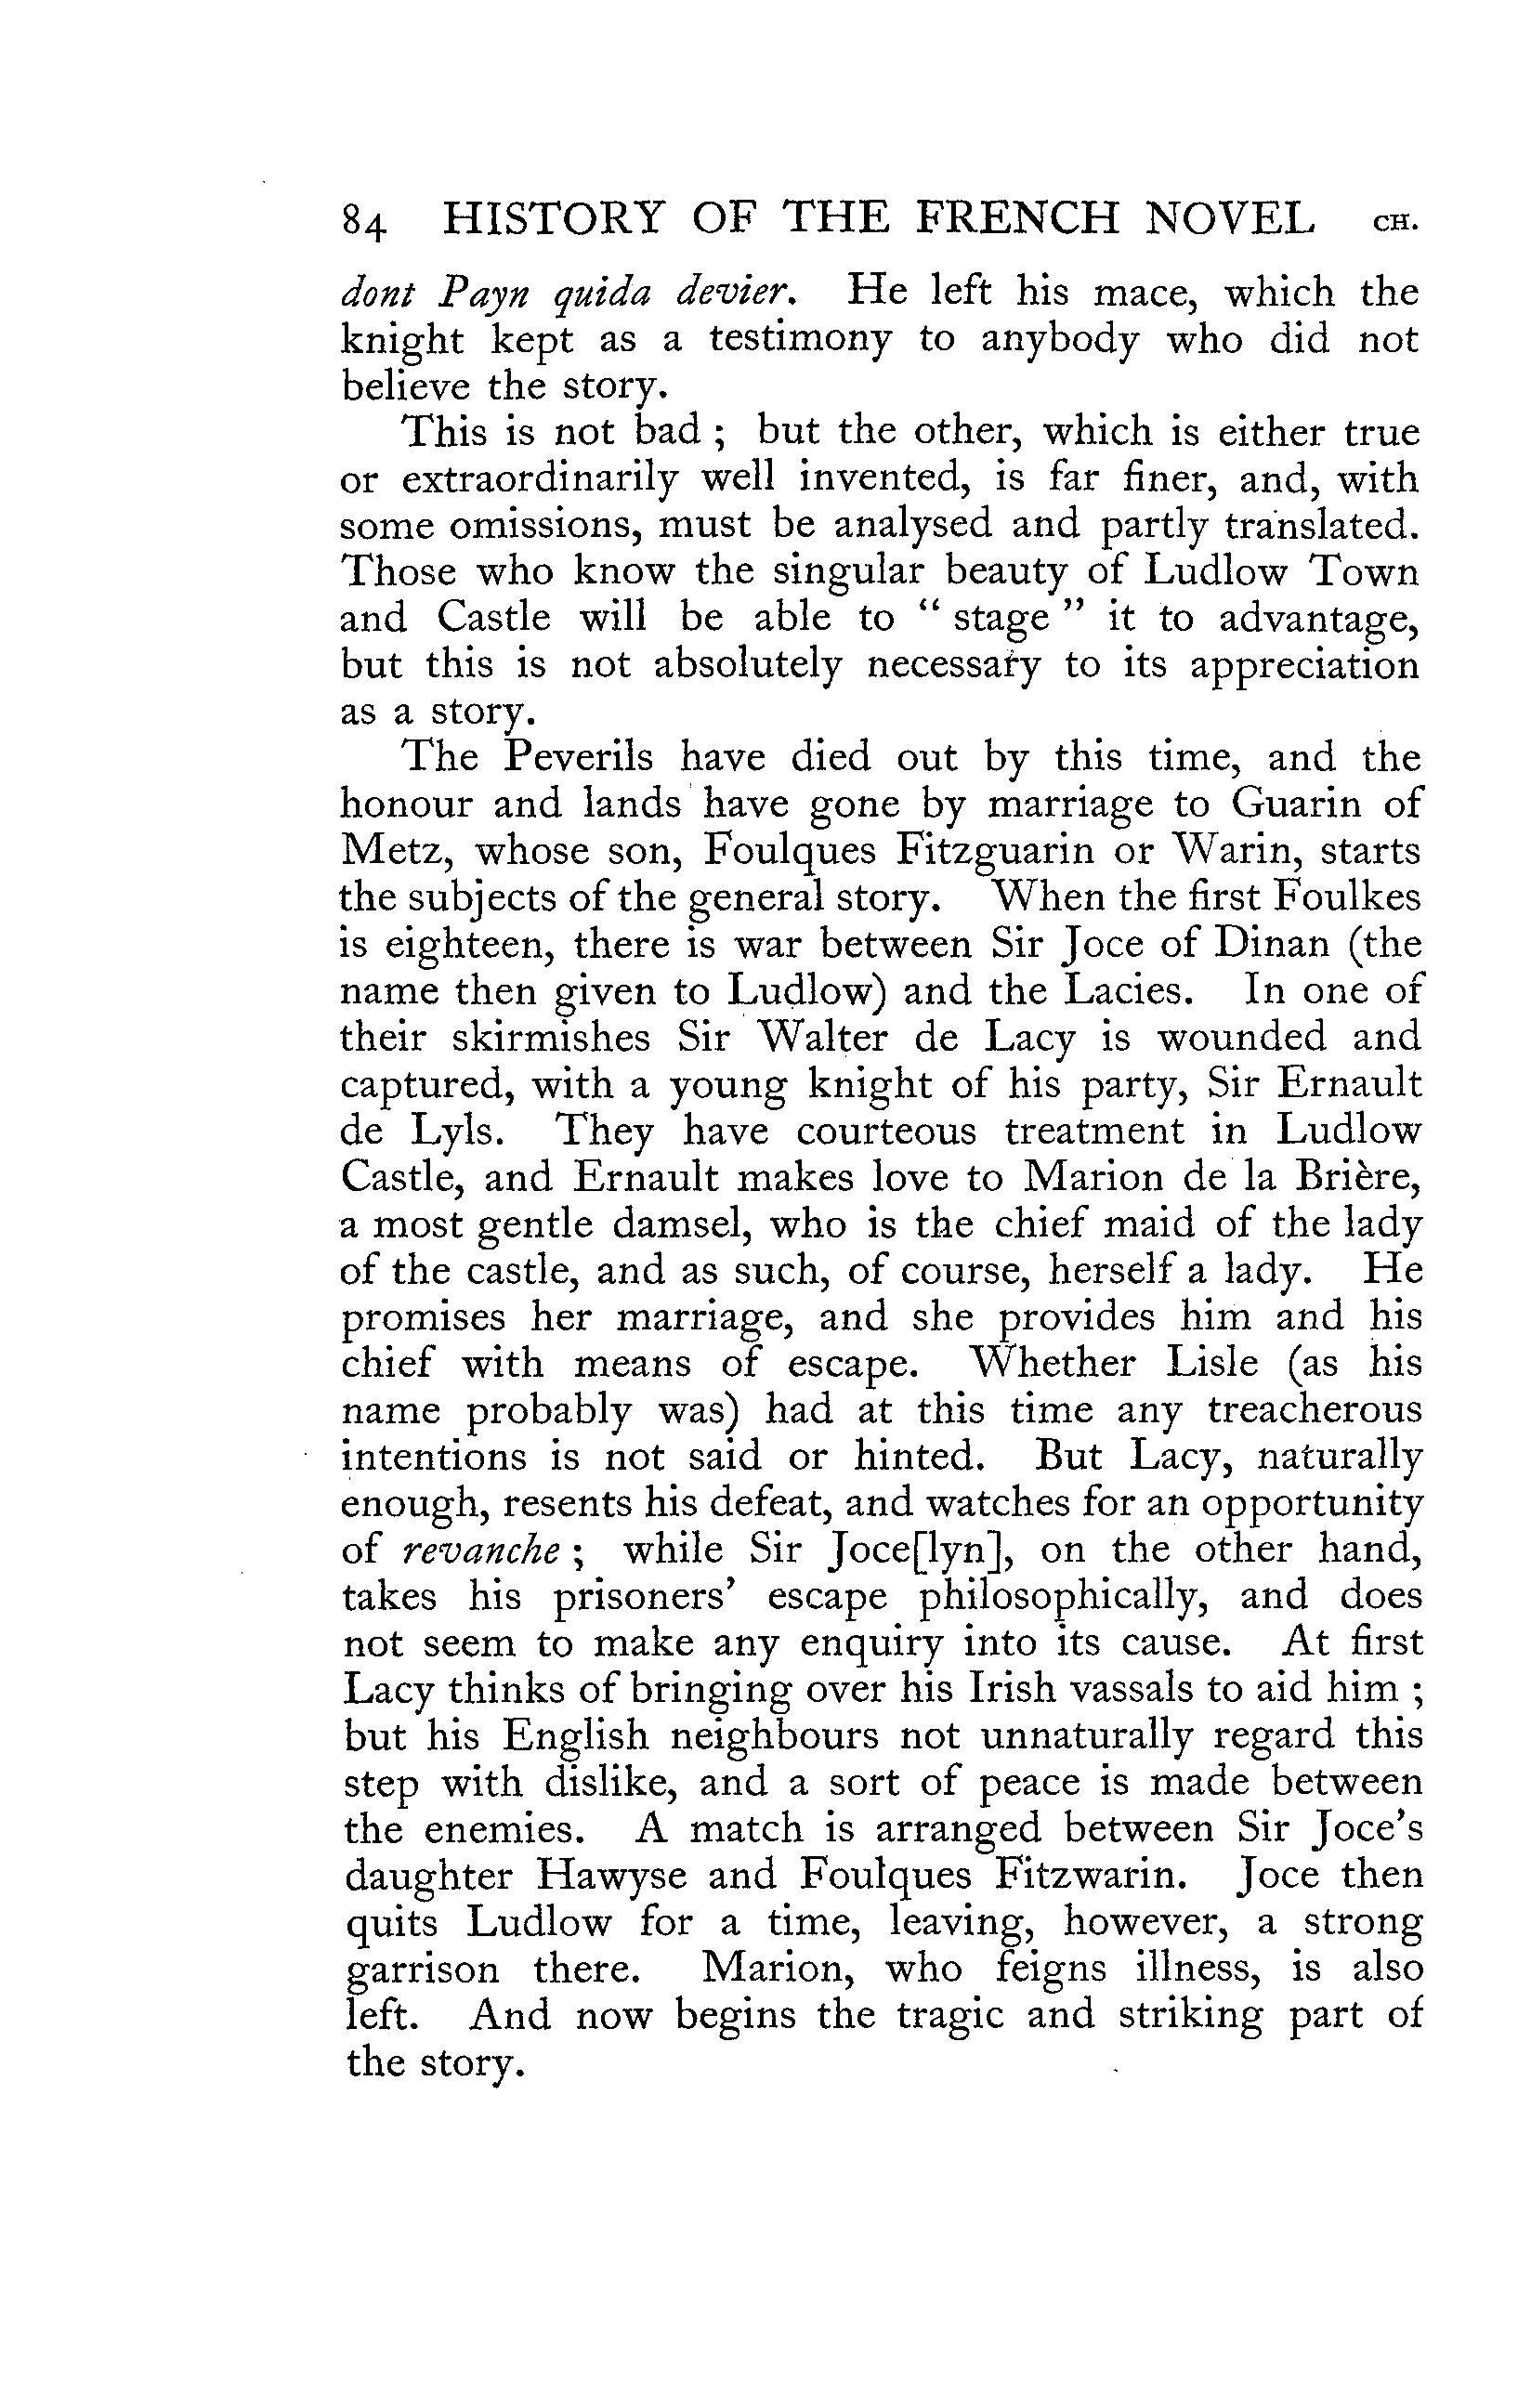 84 HISTORY OF THE FRENCH NOVEL CH.
dont Payn quida devier. He left his mace, which the
knight kept as a testimony to anybody who did not
believe the story.
This is not bad ; but the other, which is either true
or extraordinarily well invented, is far finer, and, with
some omissions, must be analysed and partly translated.
Those who know the singular beauty of Ludlow Town
and Castle will be able to “ stage ” it to advantage,
but this is not absolutely necessary to its appreciation
as a story.
The Peverils have died out by this time, and the
honour and lands have gone by marriage to Guarin of
Metz, whose son, Foulques Fitzguarin or Warin, starts
the subjects of the general story. When the first Foulkes
is eighteen, there is war between Sir Joce of Dinan (the
name then given to Ludlow) and the Lacies. In one of
their skirmishes Sir Walter de Lacy is wounded and
captured, with a young knight of his party, Sir Ernault
de Lyls. They have courteous treatment in Ludlow
Castle, and Ernault makes love to Marion de la Brière,
a most gentle damsel, who is the chief maid of the lady
of the castle, and as such, of course, herself a lady. He
promises her marriage, and she provides him and his
chief with means of escape. Whether Lisle (as his
name probably was) had at this time any treacherous
intentions is not said or hinted. But Lacy, naturally
enough, resents his defeat, and watches for an opportunity
of revanche ; while Sir Joce[lyn], on the other hand,
takes his prisoners’ escape philosophically, and does
not seem to make any enquiry into its cause. At first
Lacy thinks of bringing over his Irish vassals to aid him ;
but his English neighbours not unnaturally regard this
step with dislike, and a sort of peace is made between
the enemies. A match is arranged between Sir Joce’s
daughter Hawyse and Foulques Fitzwarin. Joce then
quits Ludlow for a time, leaving, however, a strong
garrison there. Marion, who feigns illness, is also
left. And now begins the tragic and striking part of
the story.